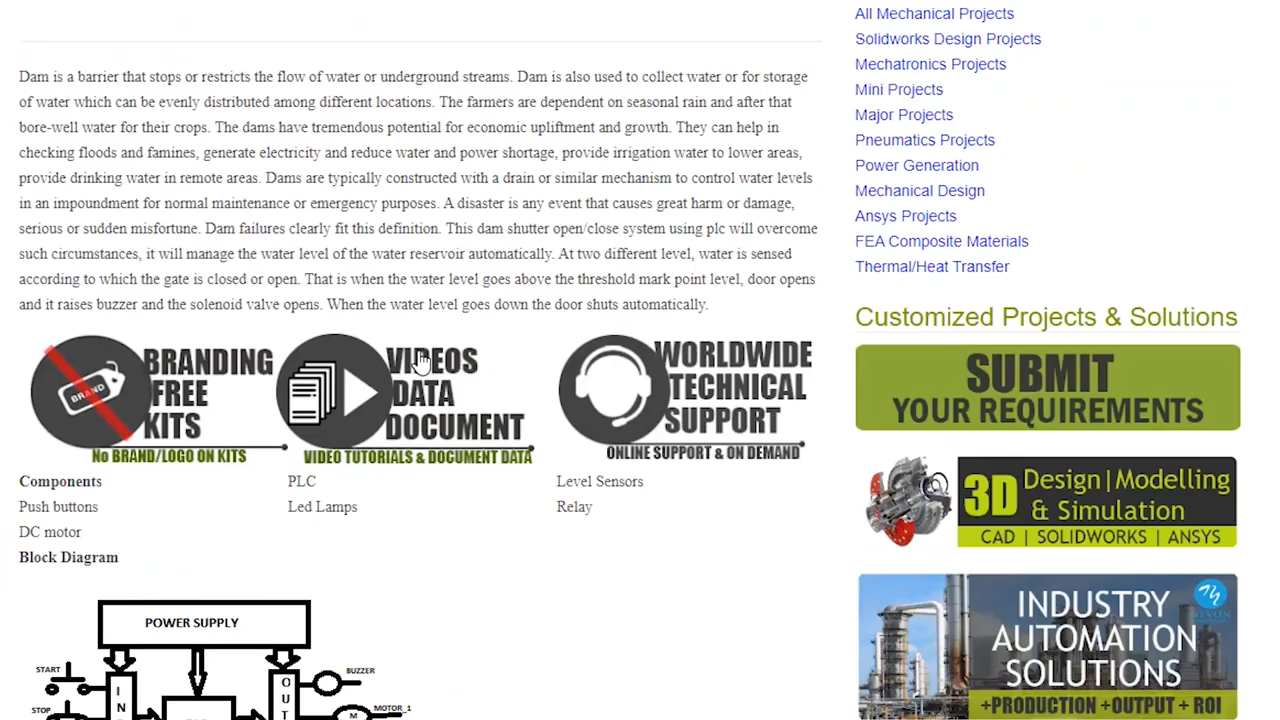 Dam is a barrier that stops or restricts the flow of water or underground streams. Dam is also used to collect water or for storage
of water which can be evenly distributed among different locations. The farmers are dependent on seasonal rain and after that
bore-well water for their crops. The dams have tremendous potential for economic upliftment and growth. They can help in
checking floods and famines, generate electricity and reduce water and power shortage, provide irrigation water to lower areas,
provide drinking water in remote areas. Dams are typically constructed with a drain or similar mechanism to control water levels
in an impoundment for normal maintenance or emergency purposes. A disaster is any event that causes great harm or damage,
serious or sudden misfortune. Dam failures clearly fit this definition. This dam shutter open/close system using plc will overcome
such circumstances, it will manage the water level of the water reservoir automatically. At two different level, water is sensed
according to which the gate is closed or open. That is when the water level goes above the threshold mark point level, door opens
and it raises buzzer and the solenoid valve opens. When the water level goes down the door shuts automatically.
BRAND
BRANDING
FREE
KITS
No BRAND/LOGO ON KITS
VIDEOS
DATA
DOCUMENT
VIDEO TUTORIALS & DOCUMENT DATA
WORLDWIDE
TECHNICAL
SUPPORT
ONLINE SUPPORT & ON DEMAND
Components
PLC
Level Sensors
Push buttons
Led Lamps
Relay
DC motor
Block Diagram
POWER SUPPLY
START
STOP
BUZZER
MOTOR_1
M
I
N
O
U
T
All Mechanical Projects
Solidworks Design Projects
Mechatronics Projects
Mini Projects
Major Projects
Pneumatics Projects
Power Generation
Mechanical Design
Ansys Projects
FEA Composite Materials
Thermal/Heat Transfer
Customized Projects & Solutions
SUBMIT
YOUR REQUIREMENTS
3D Design|Modelling
& Simulation
CAD | SOLIDWORKS | ANSYS
NEVON
INDUSTRY
AUTOMATION
SOLUTIONS
+PRODUCTION +OUTPUT + ROI